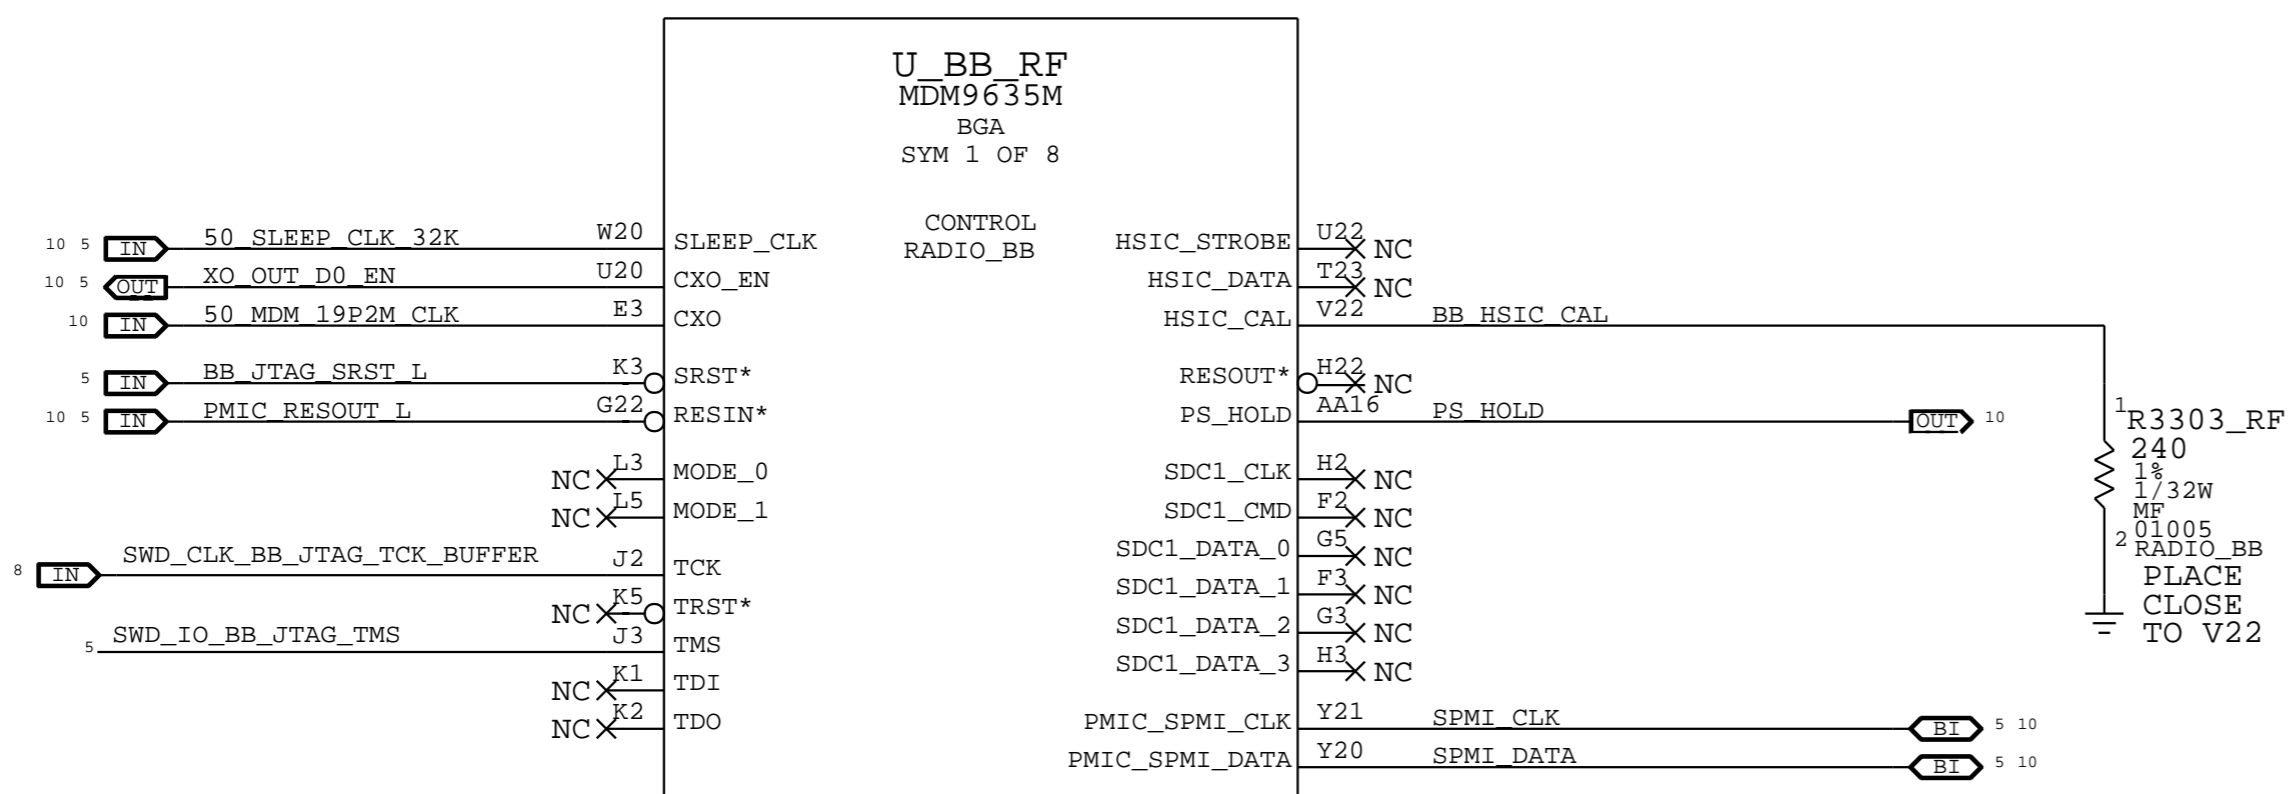 U_BB_RF
MDM9635M
BGA
SYM 1 OF 8
CONTROL
RADIO_BB
10 5 IN 50_SLEEP_CLK_32K W20 SLEEP_CLK
10 5 OUT XO_OUT_D0_EN U20 CXO_EN
10 IN 50_MDM_19P2M_CLK E3 CXO
5 IN BB_JTAG_SRST_L K3 SRST*
10 5 IN PMIC_RESOUT_L G22 RESIN*
NC L3 MODE_0
NC L5 MODE_1
8 IN SWD_CLK_BB_JTAG_TCK_BUFFER J2 TCK
NC K5 TRST*
5 SWD_IO_BB_JTAG_TMS J3 TMS
NC K1 TDI
NC K2 TDO
HSIC_STROBE U22 NC
HSIC_DATA T23 NC
HSIC_CAL V22 BB_HSIC_CAL
RESOUT* H22 NC
PS_HOLD AA16 PS_HOLD OUT 10
SDC1_CLK H2 NC
SDC1_CMD F2 NC
SDC1_DATA_0 G5 NC
SDC1_DATA_1 F3 NC
SDC1_DATA_2 G3 NC
SDC1_DATA_3 H3 NC
PMIC_SPMI_CLK Y21 SPMI_CLK BI 5 10
PMIC_SPMI_DATA Y20 SPMI_DATA BI 5 10
1 R3303_RF
240
1%
1/32W
MF
01005
2 RADIO_BB
PLACE
CLOSE
TO V22